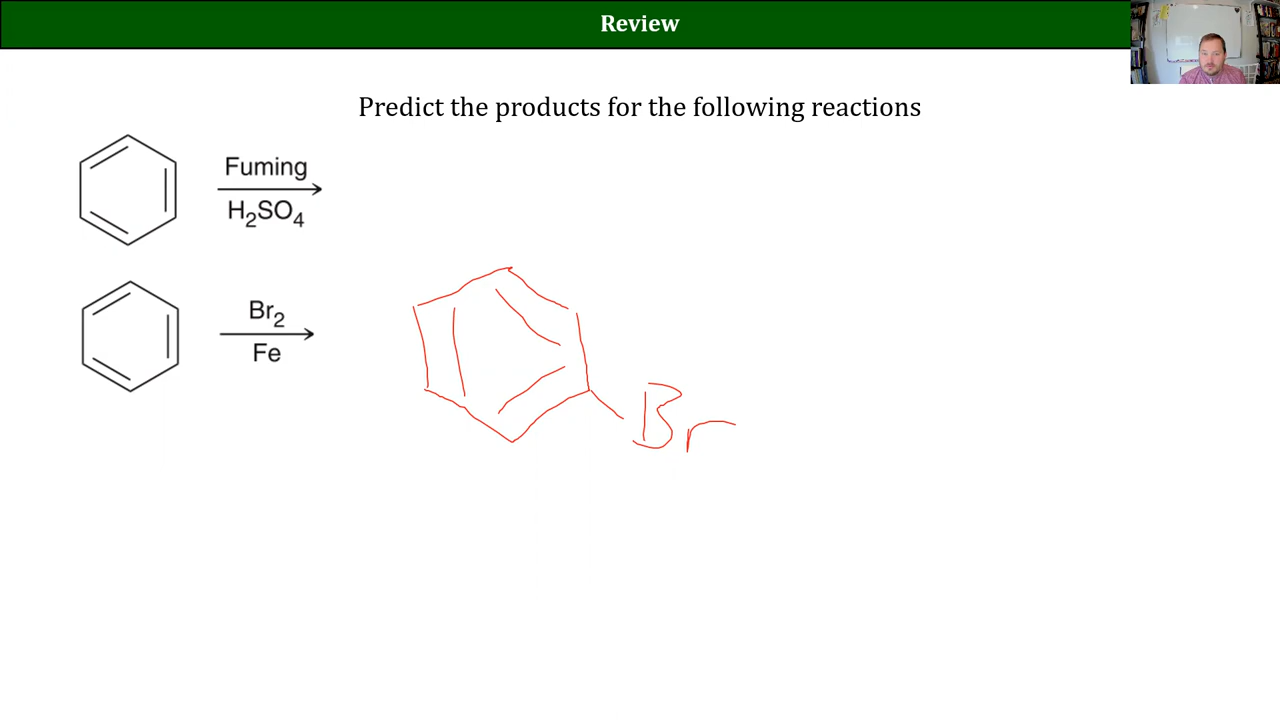 Review
Predict the products for the following reactions
Fuming
H₂SO₄
Br₂
Fe
Br